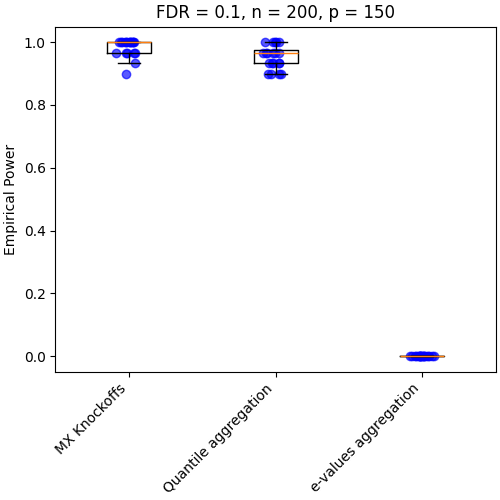 FDR = 0.1, n = 200, p = 150
1.0
0.8
0.6
0.4
0.2
0.0
Empirical Power
MX Knockoffs
Quantile aggregation
e-values aggregation